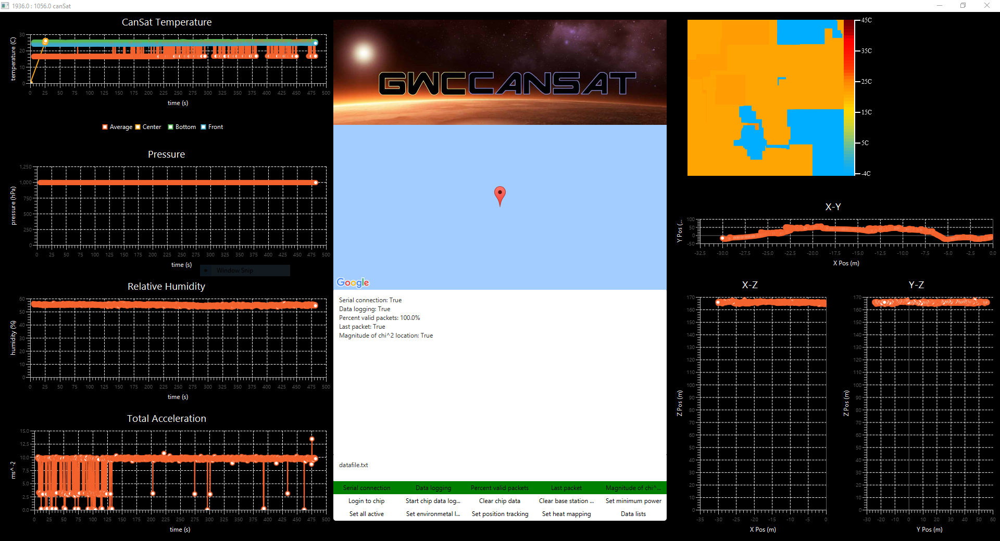 1936.0 : 1056.0 canSat
CanSat Temperature
temperature (C)
30
20
10
0
0 25 50 75 100 125 150 175 200 225 250 275 300 325 350 375 400 425 450 475 500
time (s)
Average Center Bottom Front
Pressure
pressure (hPa)
1,250
1,000
750
500
250
0
0 25 50 75 100 125 150 175 200 225 250 275 300 325 350 375 400 425 450 475 500
time (s)
Window Snip
Relative Humidity
humidity (%)
60
50
40
30
20
10
0
0 25 50 75 100 125 150 175 200 225 250 275 300 325 350 375 400 425 450 475 500
time (s)
Total Acceleration
ms^-2
15.0
12.5
10.0
7.5
5.0
2.5
0.0
0 25 50 75 100 125 150 175 200 225 250 275 300 325 350 375 400 425 450 475 500
time (s)
GWCCANSAT
Google
Serial connection: True
Data logging: True
Percent valid packets: 100.0%
Last packet: True
Magnitude of chi^2 location: True
datafile.txt
Serial connection Data logging Percent valid packets Last packet Magnitude of chi^...
Login to chip Start chip data log... Clear chip data Clear base station ... Set minimum power
Set all active Set environmetal l... Set position tracking Set heat mapping Data lists
45C
35C
25C
15C
5C
-4C
X-Y
Y Pos (...
100
50
0
-50
-32.5 -30.0 -27.5 -25.0 -22.5 -20.0 -17.5 -15.0 -12.5 -10.0 -7.5 -5.0 -2.5 0.0
X Pos (m)
X-Z
Z Pos (m)
170
160
150
140
130
120
110
100
90
80
70
60
50
40
30
20
10
0
-35 -30 -25 -20 -15 -10 -5 0
X Pos (m)
Y-Z
Z Pos (m)
170
160
150
140
130
120
110
100
90
80
70
60
50
40
30
20
10
0
-30 -20 -10 0 10 20 30 40 50 60
Y Pos (m)